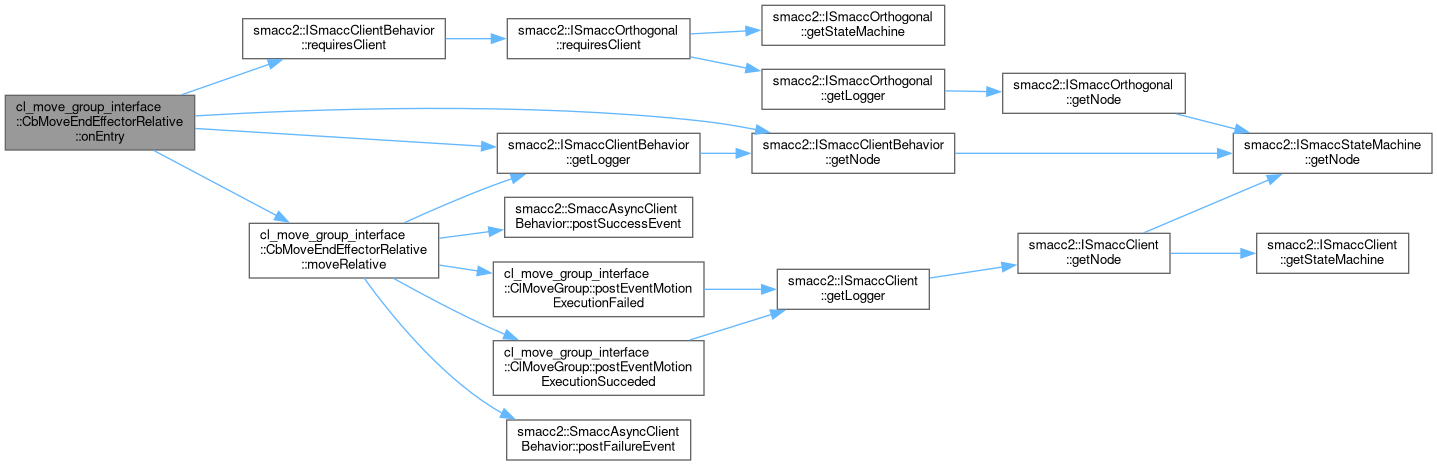 cl_move_group_interface
::CbMoveEndEffectorRelative
::onEntry
smacc2::ISmaccClientBehavior
::requiresClient
smacc2::ISmaccOrthogonal
::requiresClient
smacc2::ISmaccOrthogonal
::getStateMachine
smacc2::ISmaccOrthogonal
::getLogger
smacc2::ISmaccOrthogonal
::getNode
smacc2::ISmaccClientBehavior
::getLogger
smacc2::ISmaccClientBehavior
::getNode
smacc2::ISmaccStateMachine
::getNode
cl_move_group_interface
::CbMoveEndEffectorRelative
::moveRelative
smacc2::SmaccAsyncClient
Behavior::postSuccessEvent
cl_move_group_interface
::ClMoveGroup::postEventMotion
ExecutionFailed
smacc2::ISmaccClient
::getLogger
smacc2::ISmaccClient
::getNode
smacc2::ISmaccClient
::getStateMachine
cl_move_group_interface
::ClMoveGroup::postEventMotion
ExecutionSucceded
smacc2::SmaccAsyncClient
Behavior::postFailureEvent